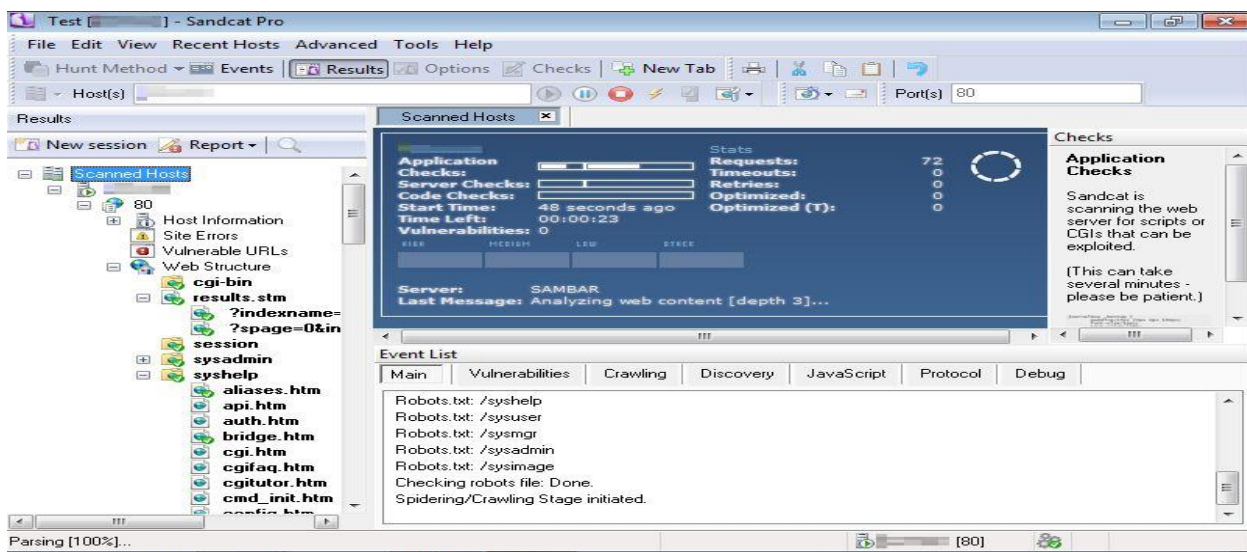 Test [ ] - Sandcat Pro
File Edit View Recent Hosts Advanced Tools Help
Hunt Method Events Results Options Checks New Tab
Host(s) Port(s) 80
Results
New session Report
Scanned Hosts
80
Host Information
Site Errors
Vulnerable URLs
Web Structure
cgi-bin
results.stm
?indexname=
?spage=0&in
session
sysadmin
syshelp
aliases.htm
api.htm
auth.htm
bridge.htm
cgi.htm
cgifaq.htm
cgitutor.htm
cmd_init.htm
config.htm
Scanned Hosts
Application
Checks:
Server Checks:
Code Checks:
Start Time: 48 seconds ago
Time Left: 00:00:23
Vulnerabilities: 0
HIGH MEDIUM LOW OTHER
Stats
Requests: 72
Timeouts: 0
Retries: 0
Optimized: 0
Optimized (T): 0
Server: SAMBAR
Last Message: Analyzing web content [depth 3]...
Checks
Application
Checks
Sandcat is
scanning the web
server for scripts or
CGIs that can be
exploited.
(This can take
several minutes -
please be patient.)
Event List
Main Vulnerabilities Crawling Discovery JavaScript Protocol Debug
Robots.txt: /syshelp
Robots.txt: /sysuser
Robots.txt: /sysmgr
Robots.txt: /sysadmin
Robots.txt: /sysimage
Checking robots file: Done.
Spidering/Crawling Stage initiated.
Parsing [100%]...
[80]